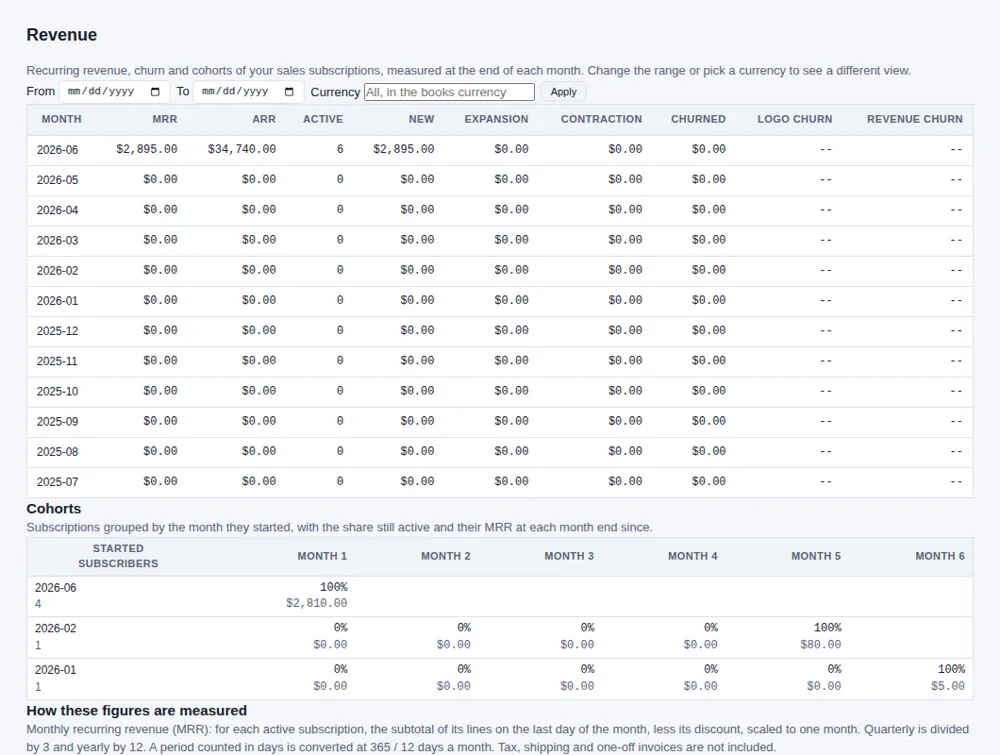 Revenue
Recurring revenue, churn and cohorts of your sales subscriptions, measured at the end of each month. Change the range or pick a currency to see a different view.
From mm/dd/yyyy To mm/dd/yyyy Currency All, in the books currency Apply
MONTH MRR ARR ACTIVE NEW EXPANSION CONTRACTION CHURNED LOGO CHURN REVENUE CHURN
2026-06 $2,895.00 $34,740.00 6 $2,895.00 $0.00 $0.00 $0.00 -- --
2026-05 $0.00 $0.00 0 $0.00 $0.00 $0.00 $0.00 -- --
2026-04 $0.00 $0.00 0 $0.00 $0.00 $0.00 $0.00 -- --
2026-03 $0.00 $0.00 0 $0.00 $0.00 $0.00 $0.00 -- --
2026-02 $0.00 $0.00 0 $0.00 $0.00 $0.00 $0.00 -- --
2026-01 $0.00 $0.00 0 $0.00 $0.00 $0.00 $0.00 -- --
2025-12 $0.00 $0.00 0 $0.00 $0.00 $0.00 $0.00 -- --
2025-11 $0.00 $0.00 0 $0.00 $0.00 $0.00 $0.00 -- --
2025-10 $0.00 $0.00 0 $0.00 $0.00 $0.00 $0.00 -- --
2025-09 $0.00 $0.00 0 $0.00 $0.00 $0.00 $0.00 -- --
2025-08 $0.00 $0.00 0 $0.00 $0.00 $0.00 $0.00 -- --
2025-07 $0.00 $0.00 0 $0.00 $0.00 $0.00 $0.00 -- --
Cohorts
Subscriptions grouped by the month they started, with the share still active and their MRR at each month end since.
STARTED
SUBSCRIBERS MONTH 1 MONTH 2 MONTH 3 MONTH 4 MONTH 5 MONTH 6
2026-06 100%
4 $2,810.00
2026-02 0% 0% 0% 0% 100%
1 $0.00 $0.00 $0.00 $0.00 $80.00
2026-01 0% 0% 0% 0% 0% 100%
1 $0.00 $0.00 $0.00 $0.00 $0.00 $5.00
How these figures are measured
Monthly recurring revenue (MRR): for each active subscription, the subtotal of its lines on the last day of the month, less its discount, scaled to one month. Quarterly is divided
by 3 and yearly by 12. A period counted in days is converted at 365 / 12 days a month. Tax, shipping and one-off invoices are not included.